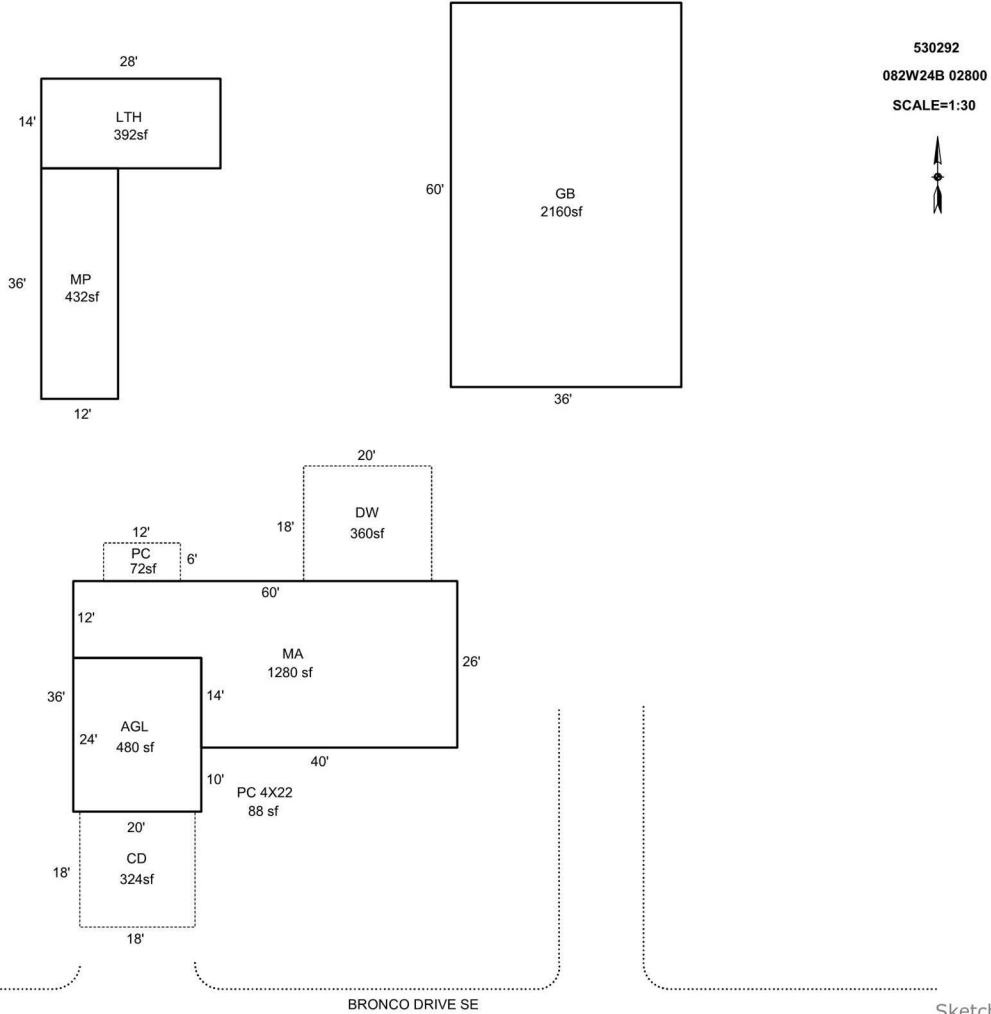 530292
082W24B 02800
SCALE=1:30
28'
14'
LTH
392sf
36'
MP
432sf
12'
60'
GB
2160sf
36'
20'
18'
DW
360sf
12'
PC
72sf
6'
60'
12'
MA
1280 sf
26'
36'
14'
AGL
480 sf
24'
40'
10'
PC 4X22
88 sf
20'
CD
324sf
18'
18'
BRONCO DRIVE SE
Sketch